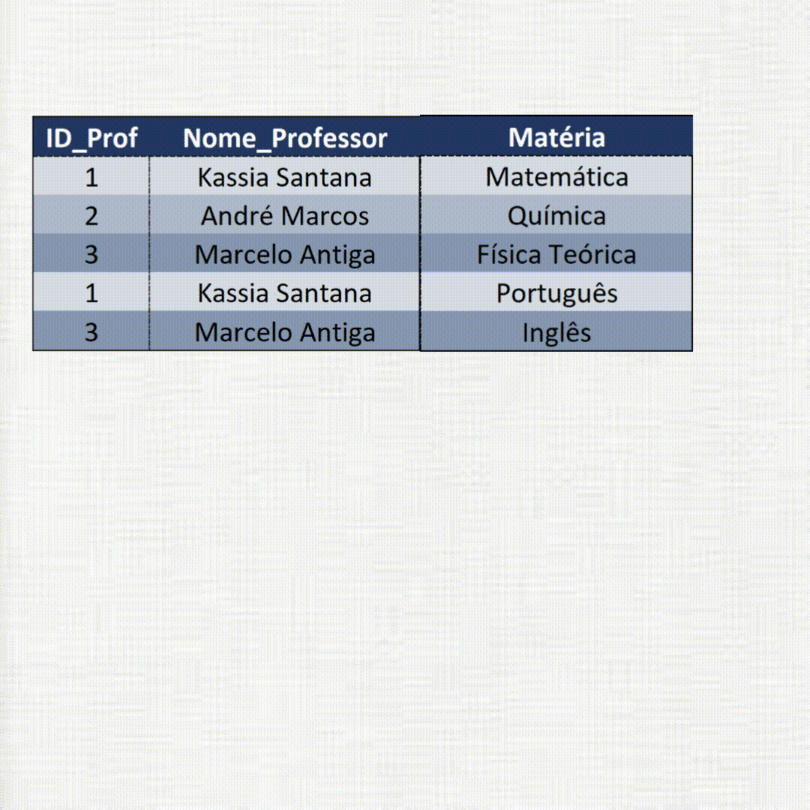 ID_Prof Nome_Professor Matéria
1 Kassia Santana Matemática
2 André Marcos Química
3 Marcelo Antiga Física Teórica
1 Kassia Santana Português
3 Marcelo Antiga Inglês